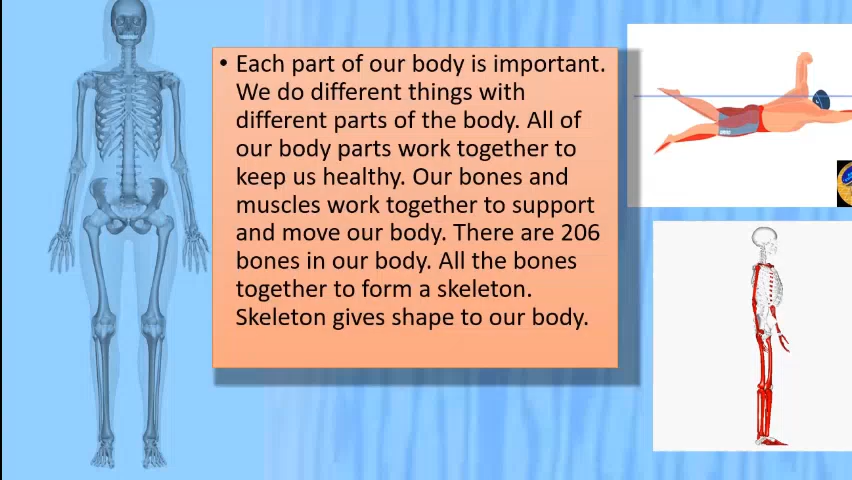 • Each part of our body is important.
We do different things with
different parts of the body. All of
our body parts work together to
keep us healthy. Our bones and
muscles work together to support
and move our body. There are 206
bones in our body. All the bones
together to form a skeleton.
Skeleton gives shape to our body.